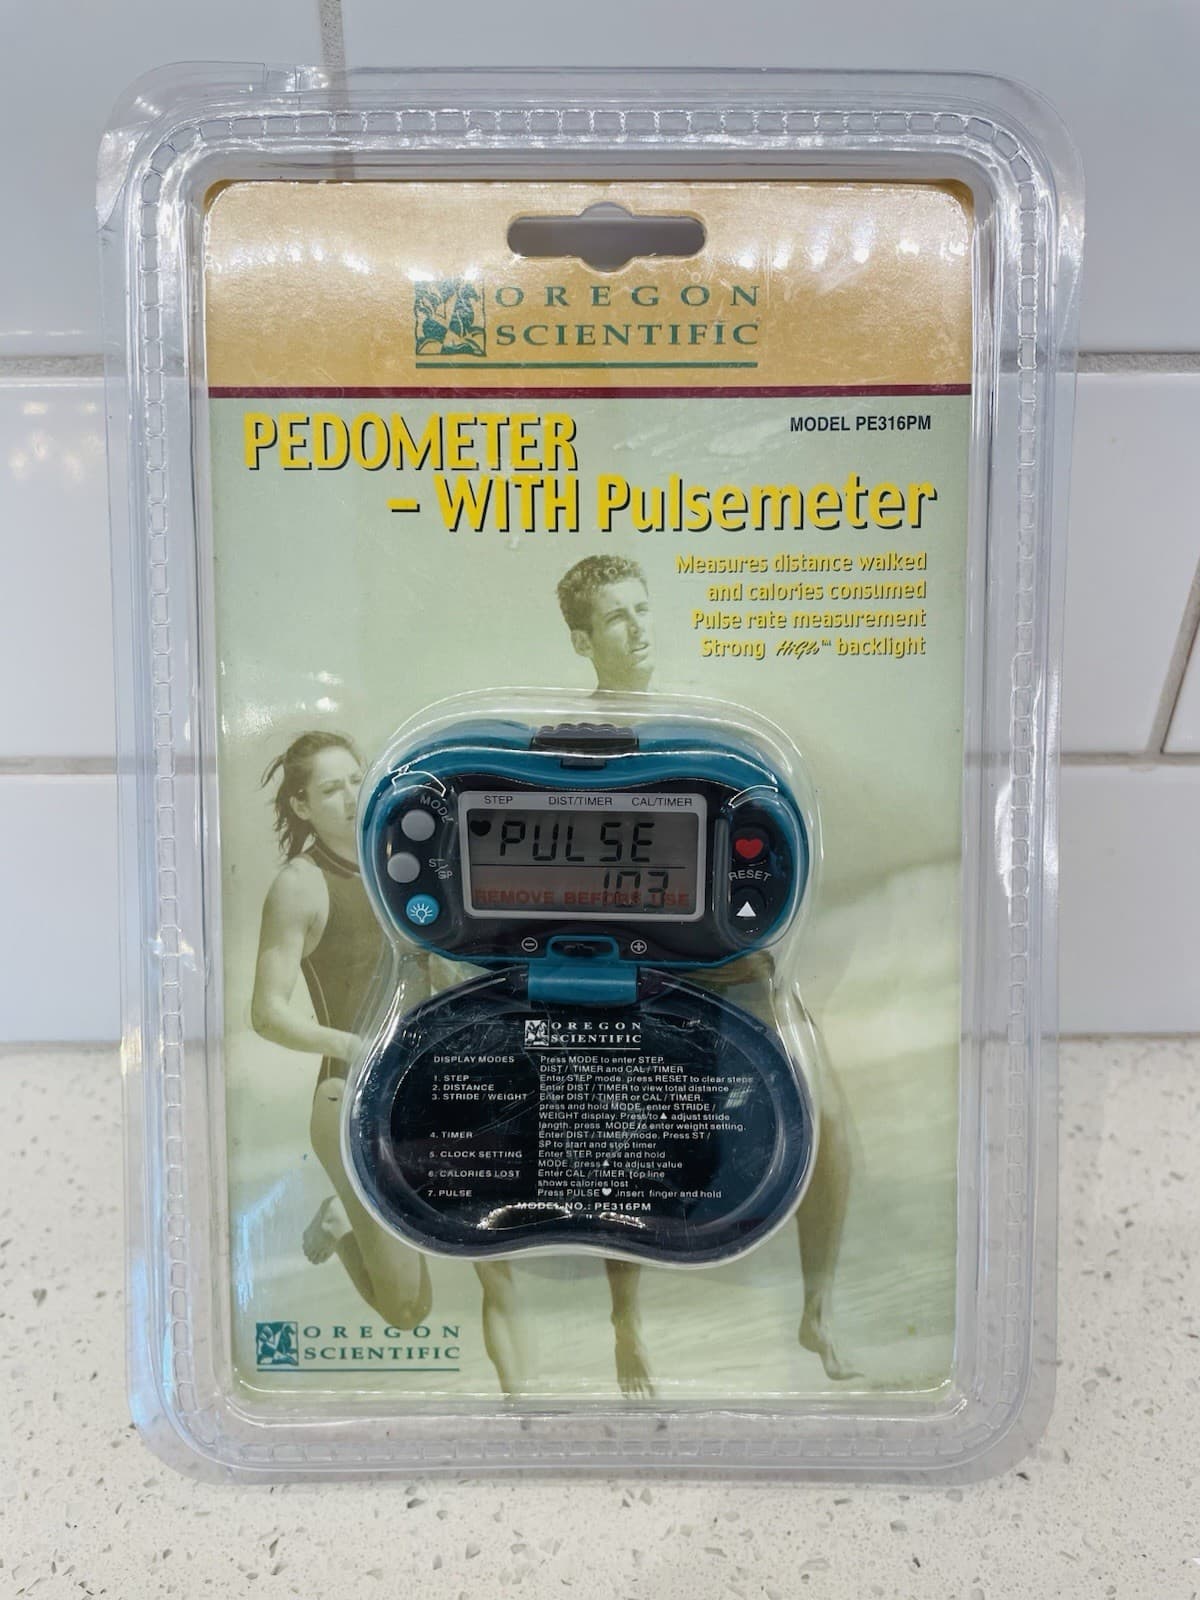 OREGON
SCIENTIFIC
MODEL PE316PM
PEDOMETER
- WITH Pulsemeter
Measures distance walked
and calories consumed
Pulse rate measurement
Strong HiGlo™ backlight
MODE
ST/SP
STEP DIST/TIMER CAL/TIMER
PULSE
103
REMOVE BEFORE USE
RESET
OREGON
SCIENTIFIC
DISPLAY MODES Press MODE to enter STEP
DIST / TIMER and CAL / TIMER
1. STEP Enter STEP mode, press RESET to clear steps
2. DISTANCE Enter DIST / TIMER to view total distance
3. STRIDE / WEIGHT Enter DIST / TIMER or CAL / TIMER,
press and hold MODE, enter STRIDE /
WEIGHT display. Press to ▲ adjust stride
length, press MODE to enter weight setting.
4. TIMER Enter DIST / TIMER mode. Press ST /
SP to start and stop timer
5. CLOCK SETTING Enter STEP press and hold
MODE, press ▲ to adjust value
6. CALORIES LOST Enter CAL / TIMER, top line
shows calories lost
7. PULSE Press PULSE ♥ , insert finger and hold
MODEL NO.: PE316PM
OREGON
SCIENTIFIC